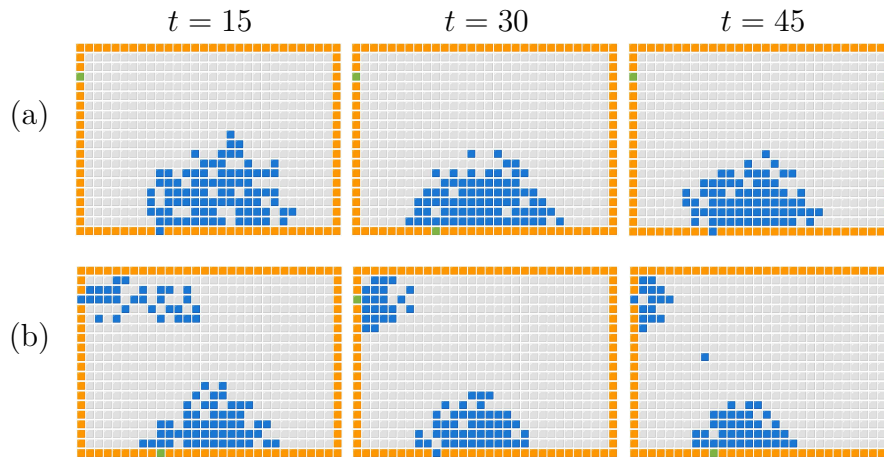 t = 15 t = 30 t = 45
(a)
(b)